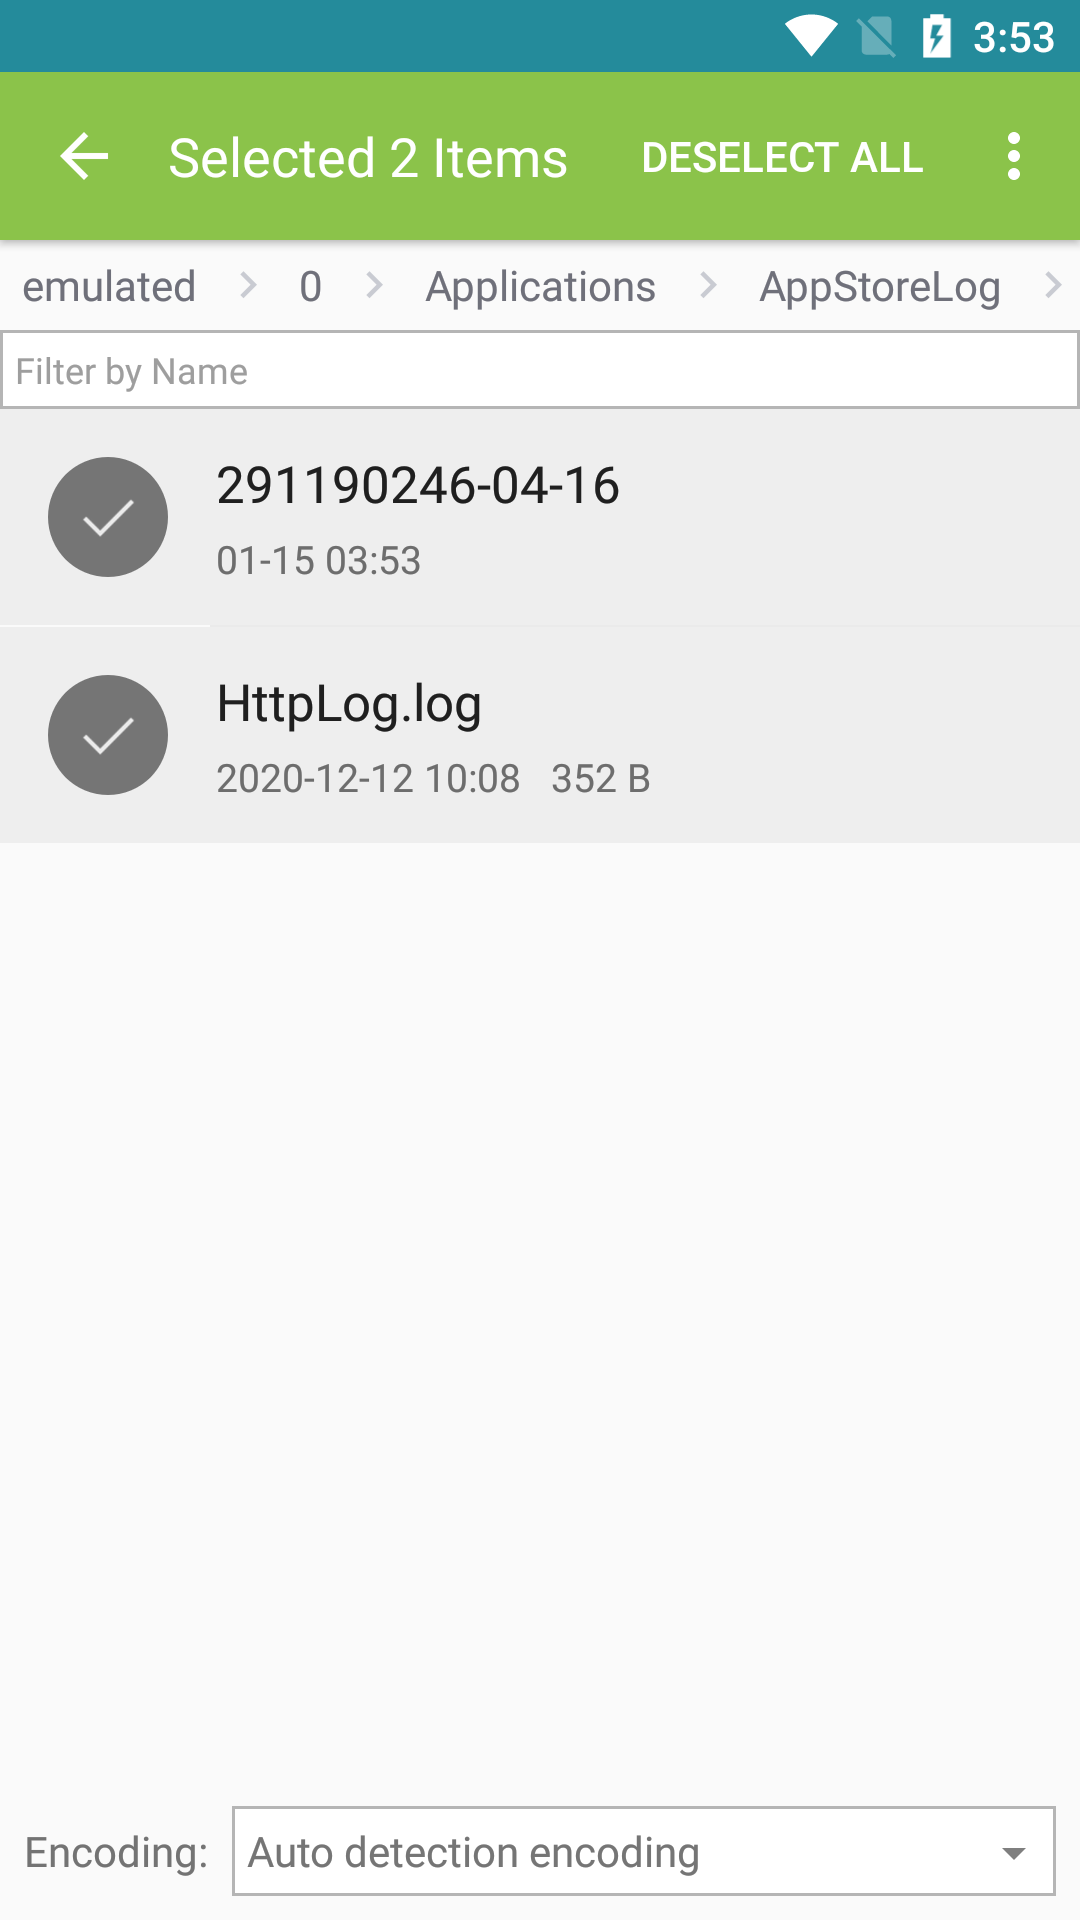 3:53
Selected 2 Items DESELECT ALL
emulated 0 Applications AppStoreLog
Filter by Name
291190246-04-16
01-15 03:53
HttpLog.log
2020-12-12 10:08 352 B
Encoding: Auto detection encoding